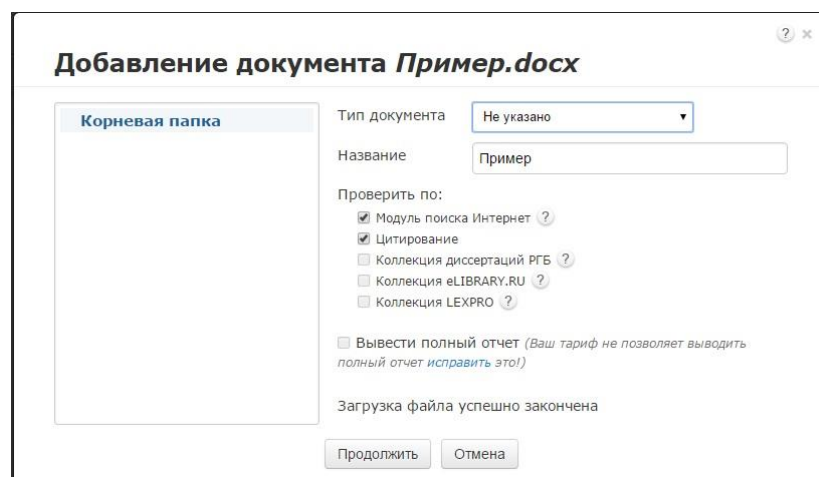 ?
Добавление документа Пример.docx
Корневая папка
Тип документа Не указано
Название Пример
Проверить по:
Модуль поиска Интернет ?
Цитирование
Коллекция диссертаций РГБ ?
Коллекция eLIBRARY.RU ?
Коллекция LEXPRO ?
Вывести полный отчет (Ваш тариф не позволяет выводить
полный отчет исправить это!)
Загрузка файла успешно закончена
Продолжить Отмена